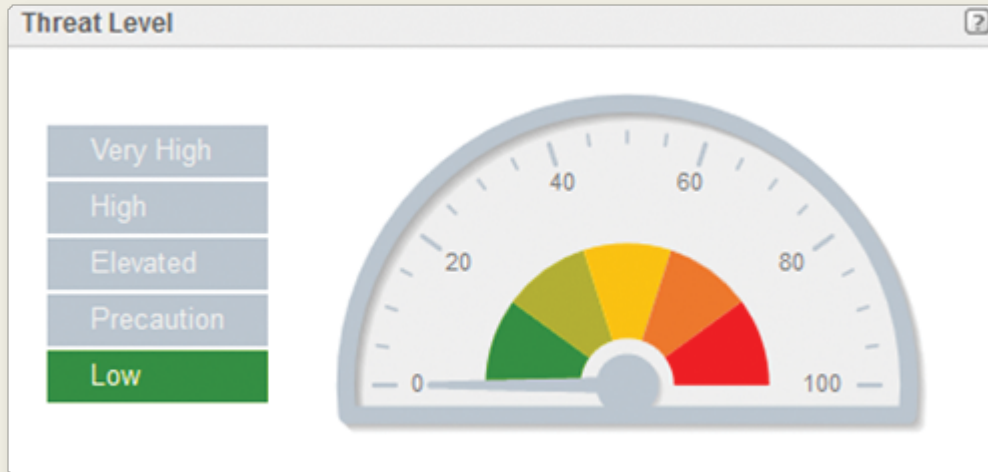 Threat Level
?
Very High
High
Elevated
Precaution
Low
0
20
40
60
80
100